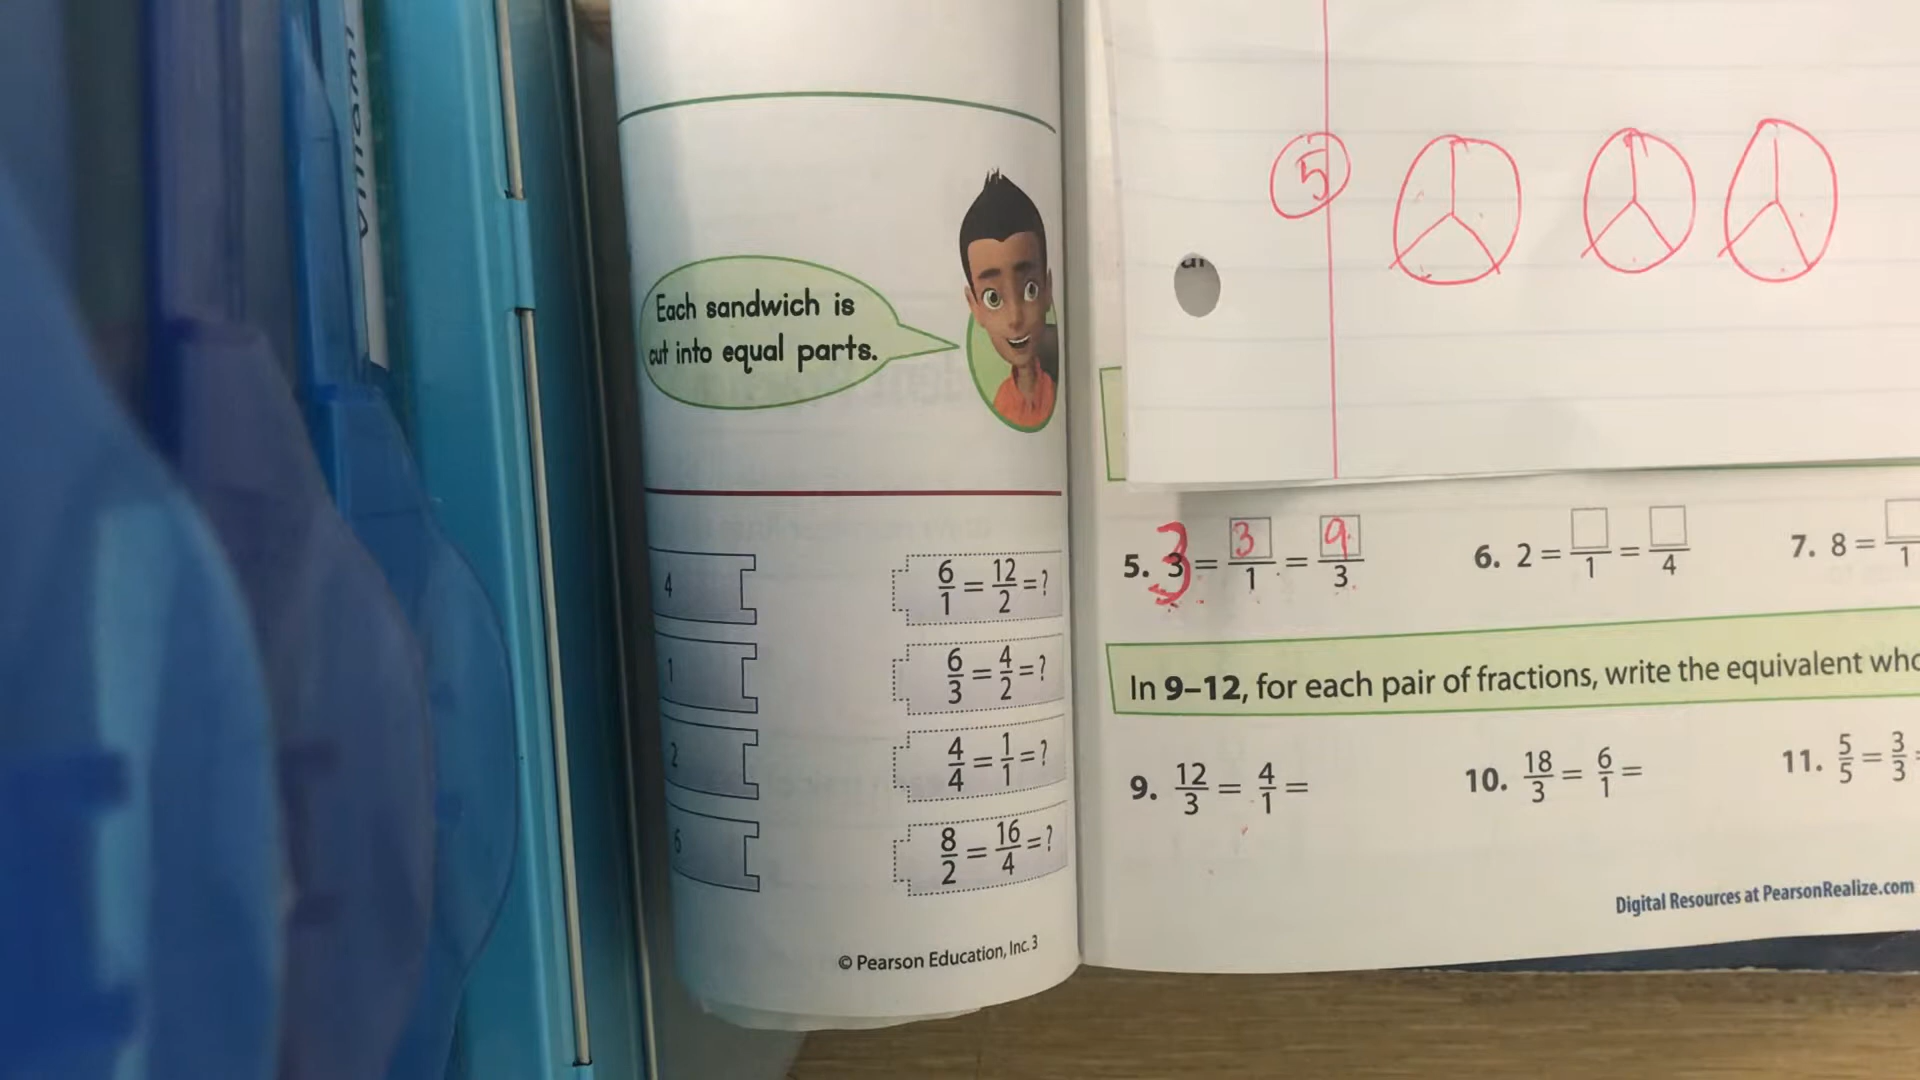 Each sandwich is
cut into equal parts.
4
6/1 = 12/2 = ?
1
6/3 = 4/2 = ?
2
4/4 = 1/1 = ?
6
8/2 = 16/4 = ?
© Pearson Education, Inc. 3
5
5. 3 = 3/1 = 9/3
6. 2 = □/1 = □/4
7. 8 = □/1
In 9–12, for each pair of fractions, write the equivalent
9. 12/3 = 4/1 =
10. 18/3 = 6/1 =
11. 5/5 = 3/3 =
Digital Resources at PearsonRealize.com